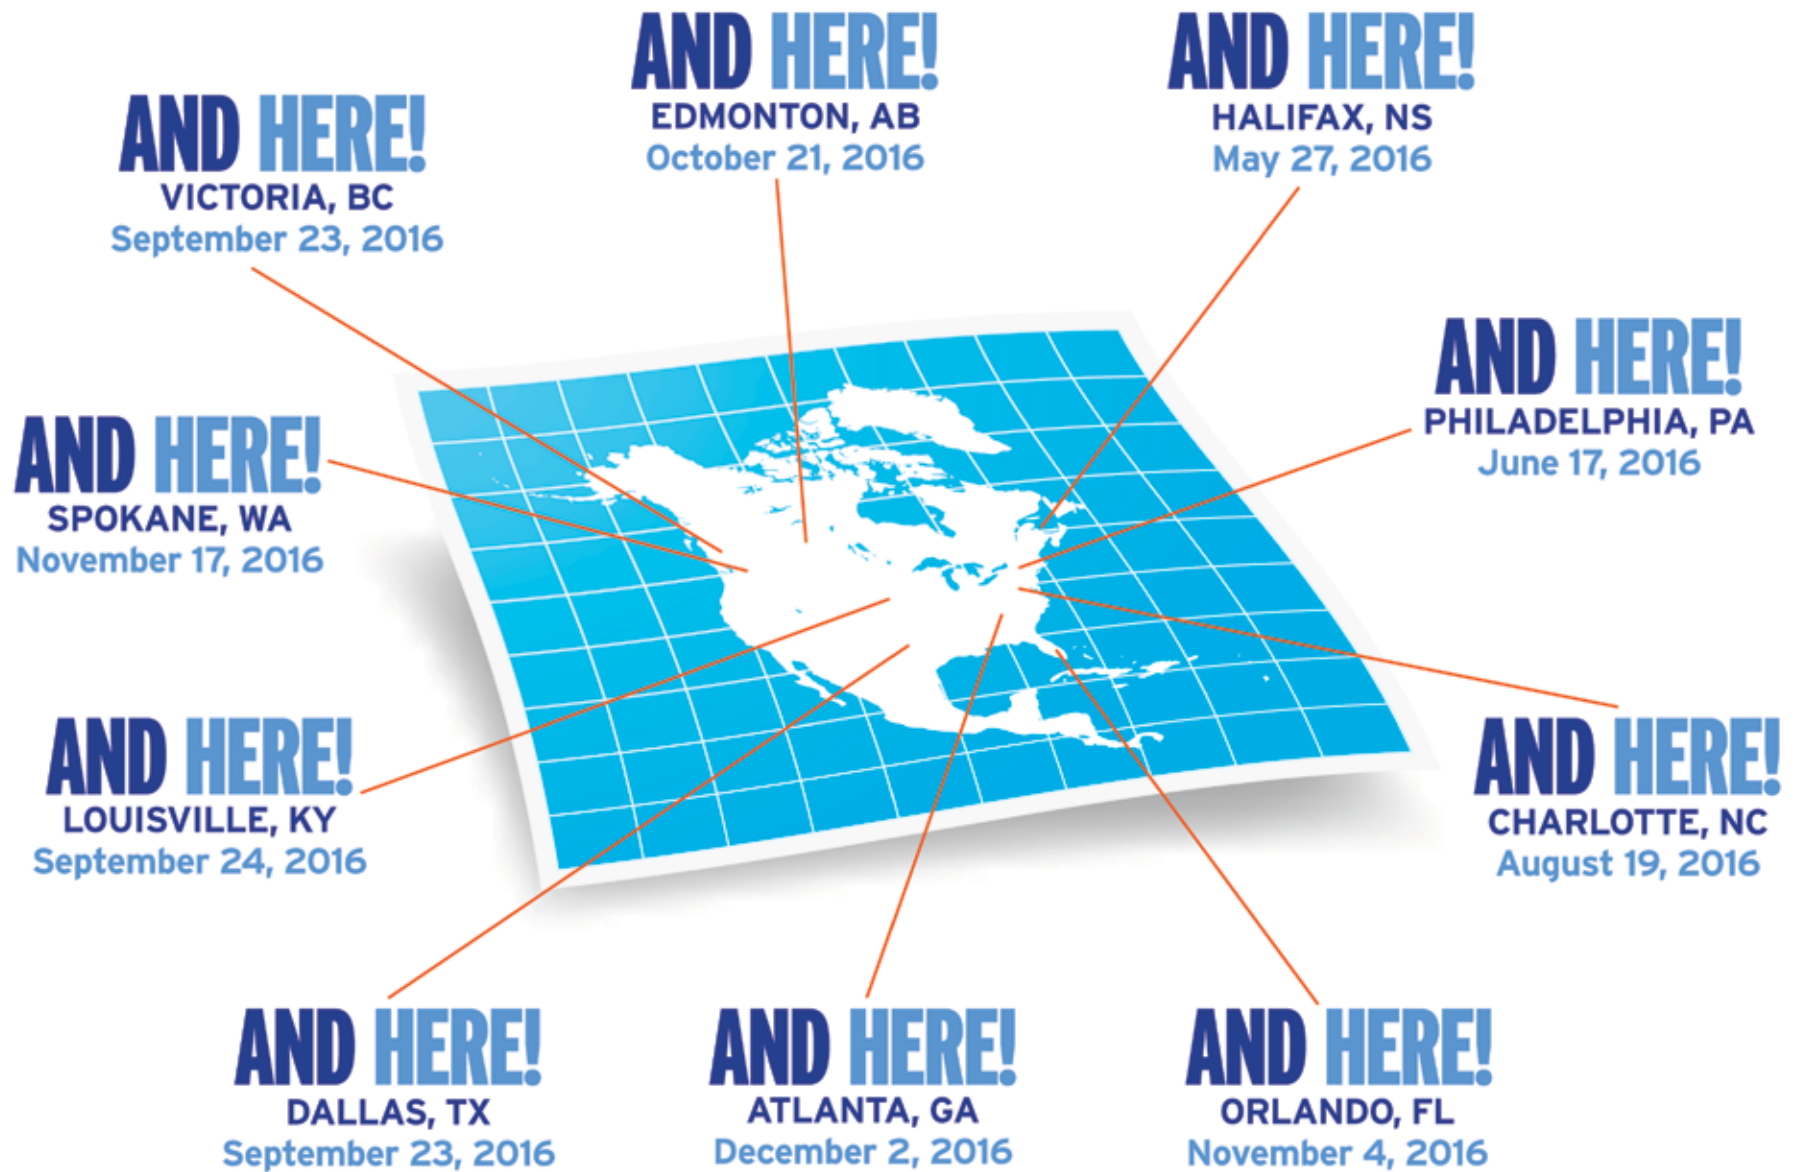 AND HERE!
EDMONTON, AB
October 21, 2016
AND HERE!
HALIFAX, NS
May 27, 2016
AND HERE!
VICTORIA, BC
September 23, 2016
AND HERE!
PHILADELPHIA, PA
June 17, 2016
AND HERE!
SPOKANE, WA
November 17, 2016
AND HERE!
LOUISVILLE, KY
September 24, 2016
AND HERE!
CHARLOTTE, NC
August 19, 2016
AND HERE!
DALLAS, TX
September 23, 2016
AND HERE!
ATLANTA, GA
December 2, 2016
AND HERE!
ORLANDO, FL
November 4, 2016